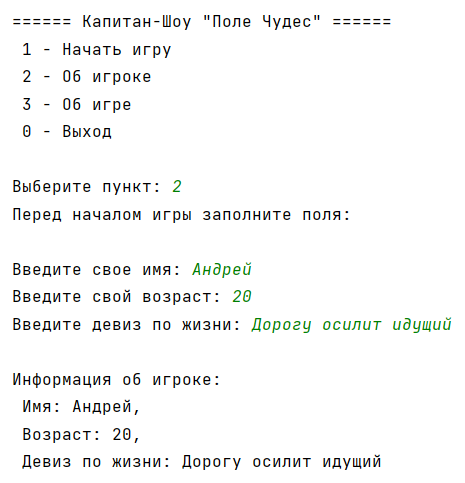 ====== Капитан-Шоу "Поле Чудес" ======
1 - Начать игру
2 - Об игроке
3 - Об игре
0 - Выход
Выберите пункт: 2
Перед началом игры заполните поля:
Введите свое имя: Андрей
Введите свой возраст: 20
Введите девиз по жизни: Дорогу осилит идущий
Информация об игроке:
Имя: Андрей,
Возраст: 20,
Девиз по жизни: Дорогу осилит идущий